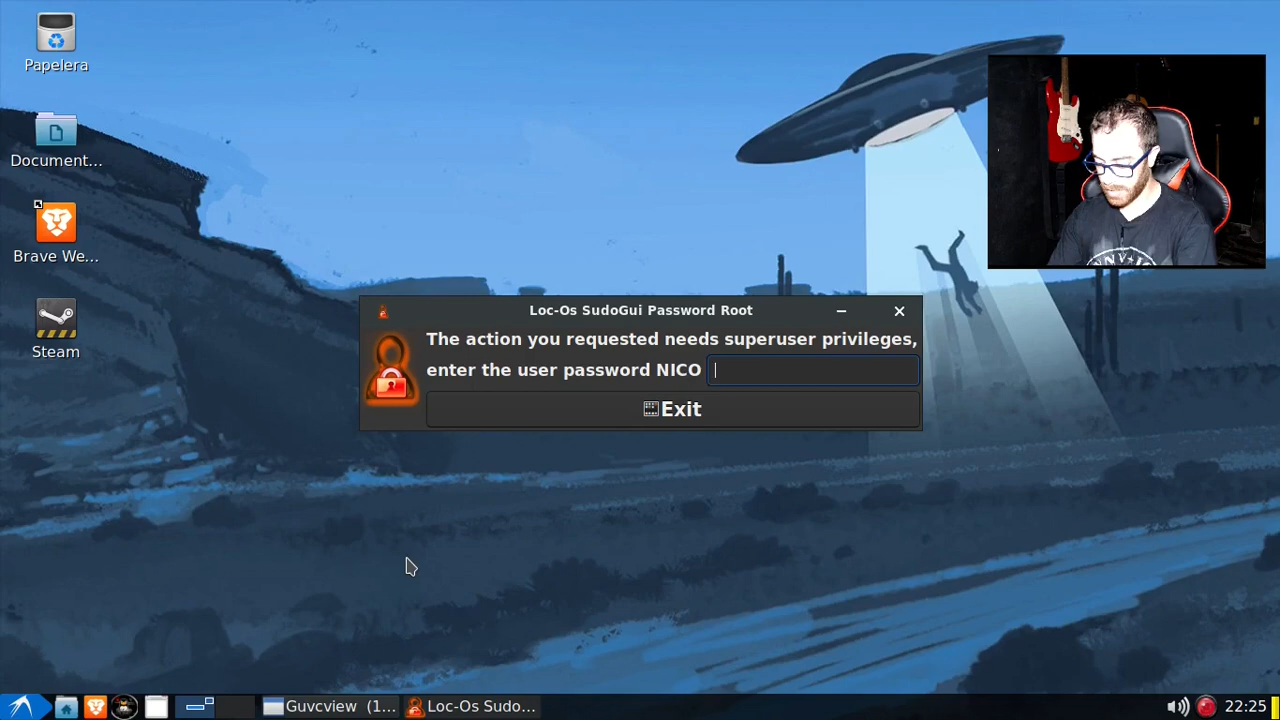 Papelera
Document...
Brave We...
Steam
Loc-Os SudoGui Password Root
The action you requested needs superuser privileges,
enter the user password NICO
Exit
Guvcview (1...
Loc-Os Sudo...
22:25